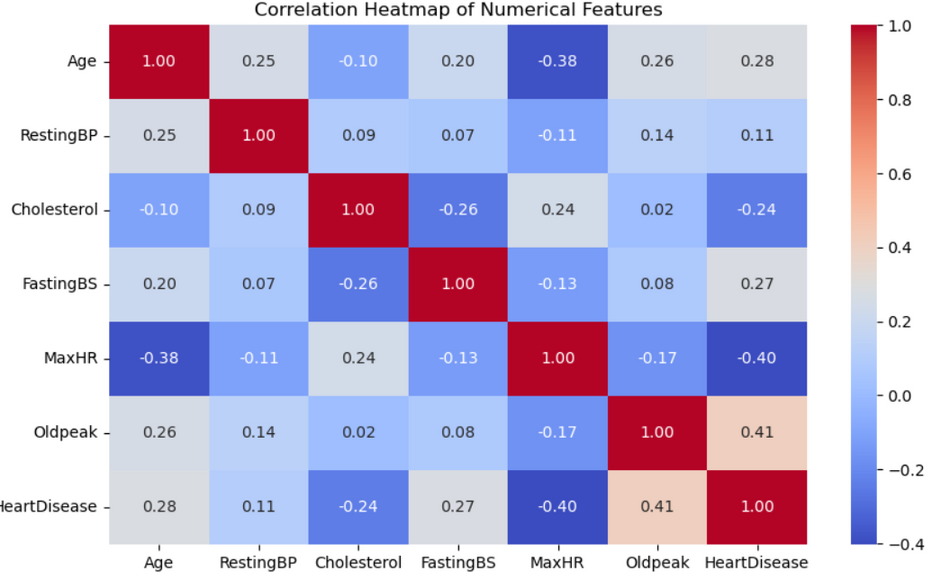 Correlation Heatmap of Numerical Features
Age 1.00 0.25 -0.10 0.20 -0.38 0.26 0.28
RestingBP 0.25 1.00 0.09 0.07 -0.11 0.14 0.11
Cholesterol -0.10 0.09 1.00 -0.26 0.24 0.02 -0.24
FastingBS 0.20 0.07 -0.26 1.00 -0.13 0.08 0.27
MaxHR -0.38 -0.11 0.24 -0.13 1.00 -0.17 -0.40
Oldpeak 0.26 0.14 0.02 0.08 -0.17 1.00 0.41
HeartDisease 0.28 0.11 -0.24 0.27 -0.40 0.41 1.00
Age RestingBP Cholesterol FastingBS MaxHR Oldpeak HeartDisease
1.0
0.8
0.6
0.4
0.2
0.0
−0.2
−0.4